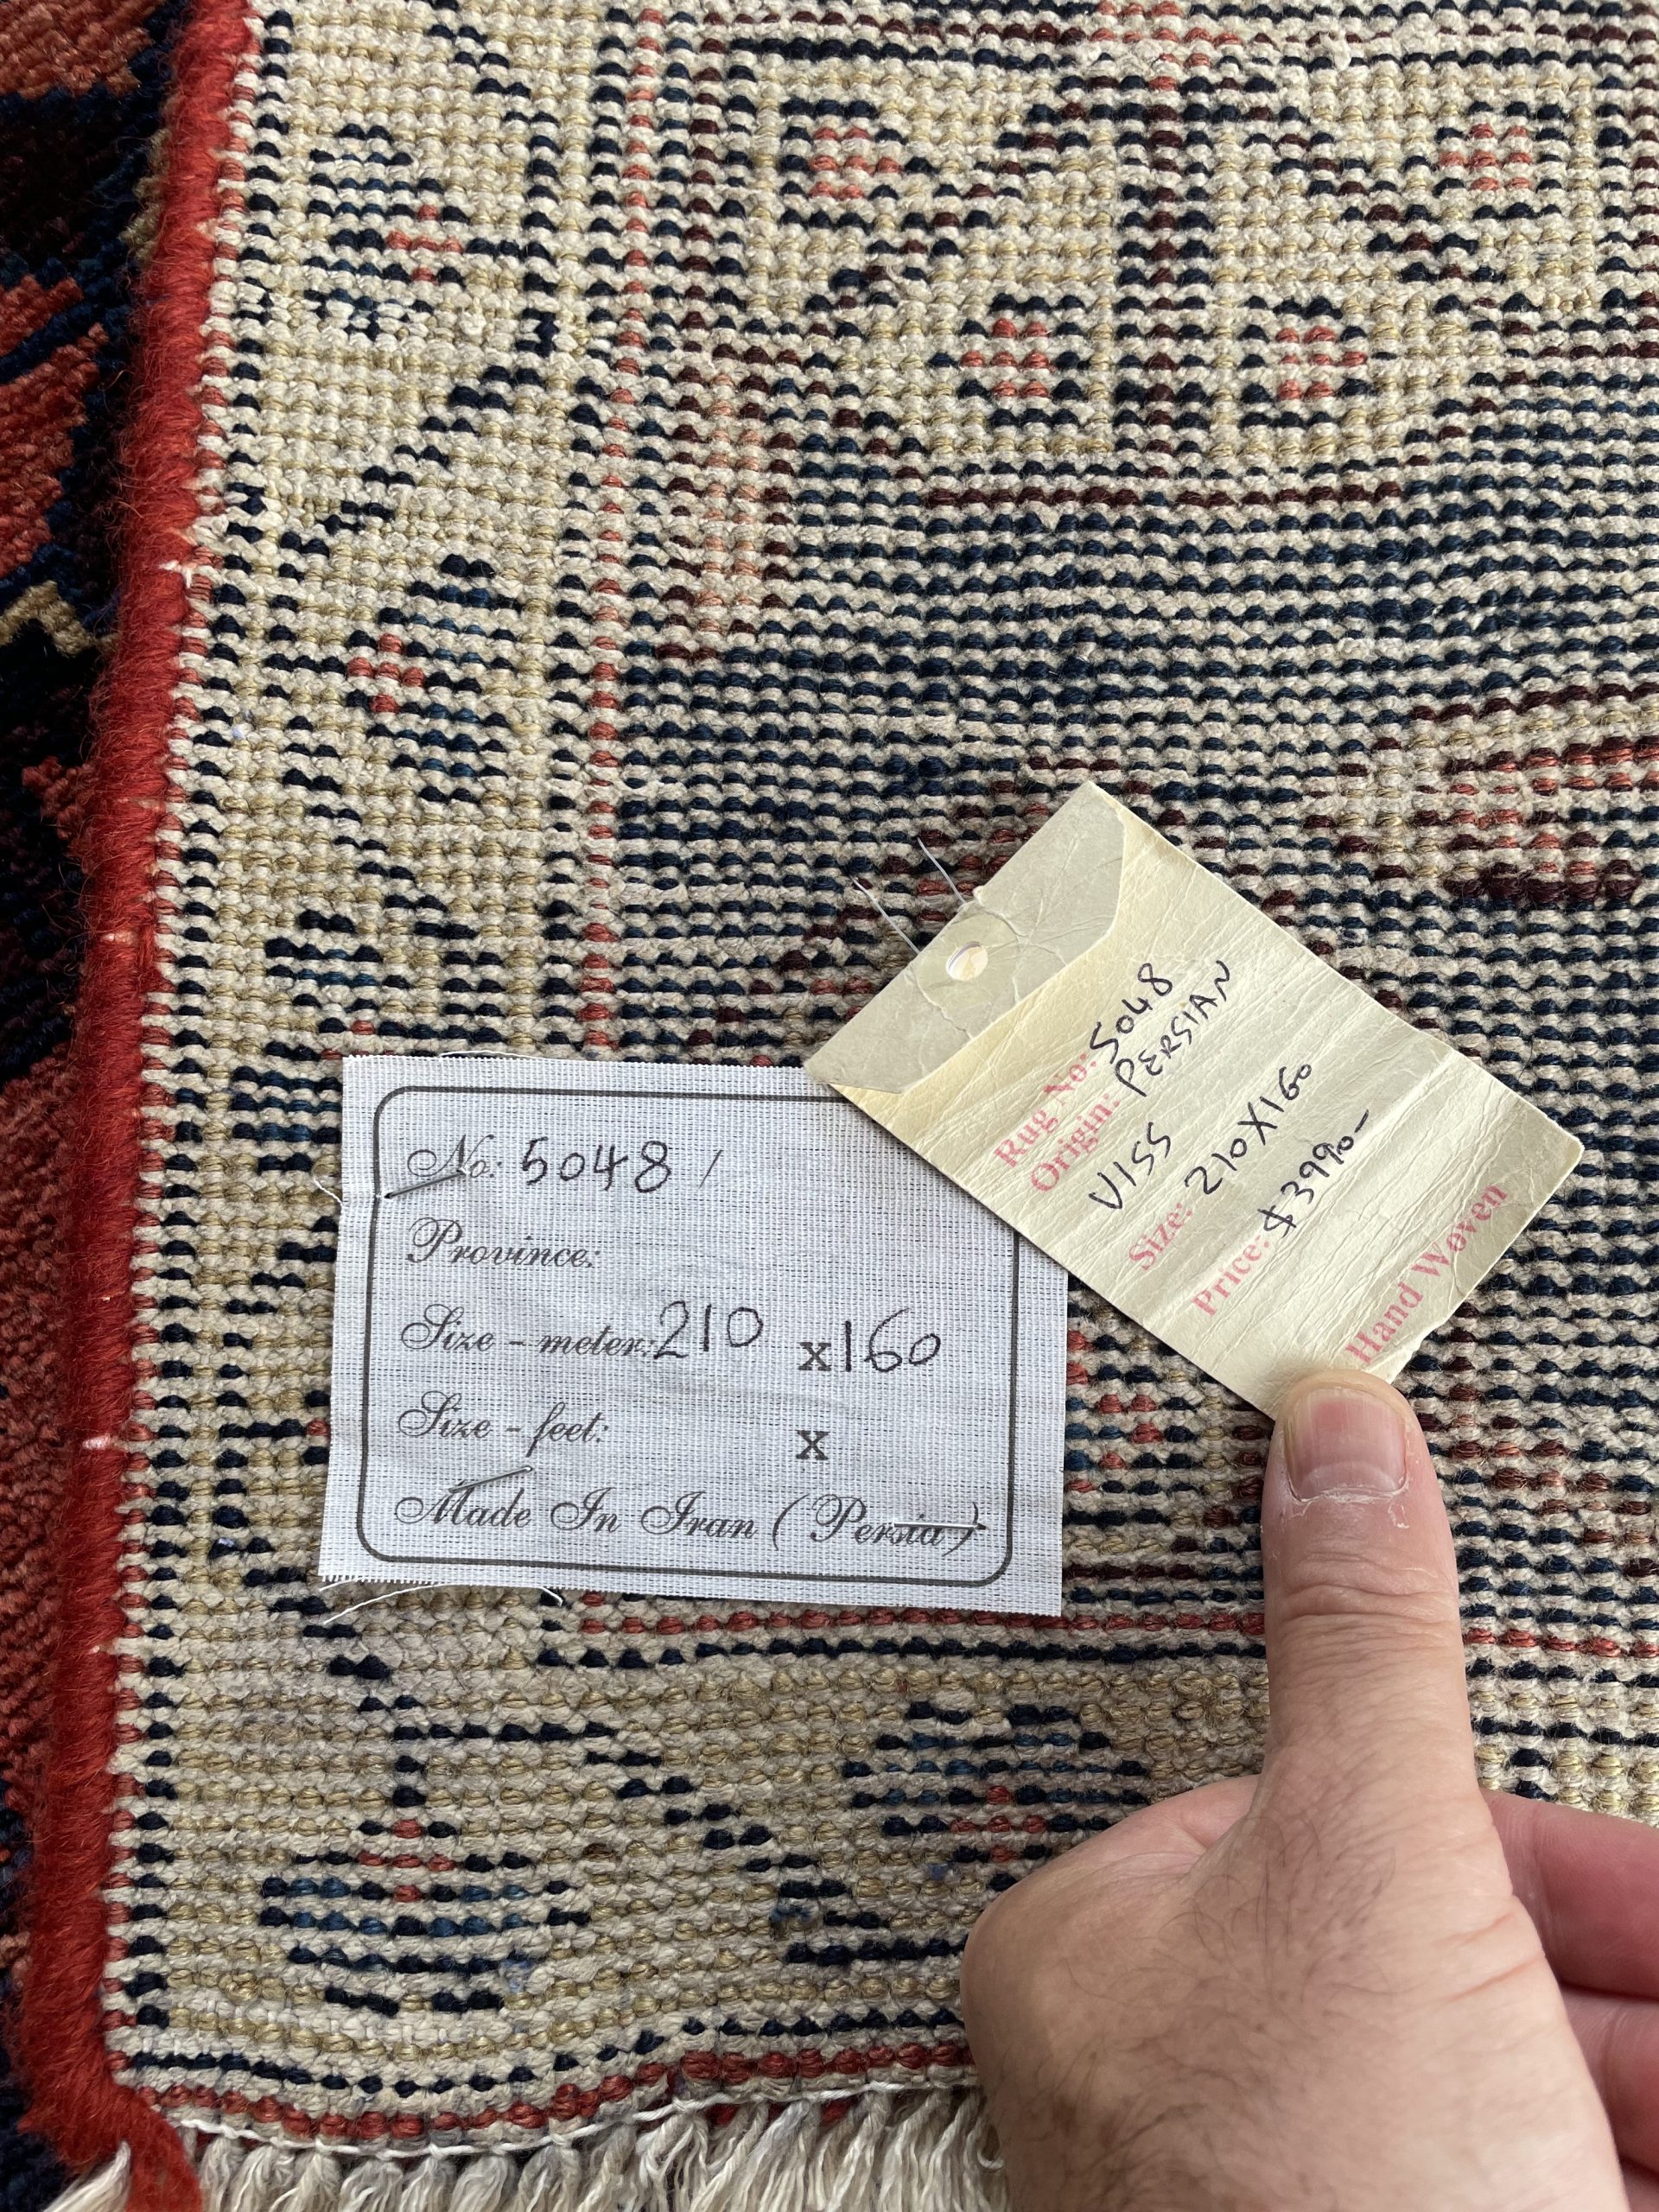 No: 5048 /
Province:
Size - meter: 210 x 160
Size - feet: x
Made In Iran ( Persia )
Rug No: 5048
Origin: PERSIAN
VISS
Size: 210X160
Price: $3990-
Hand Woven